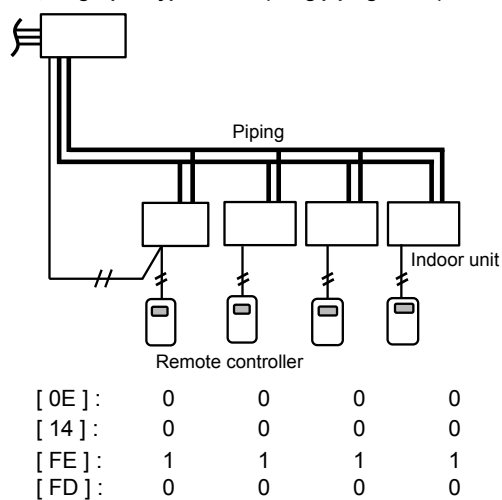 Piping
Indoor unit
Remote controller
[ 0E ] : 0 0 0 0
[ 14 ] : 0 0 0 0
[ FE ] : 1 1 1 1
[ FD ] : 0 0 0 0